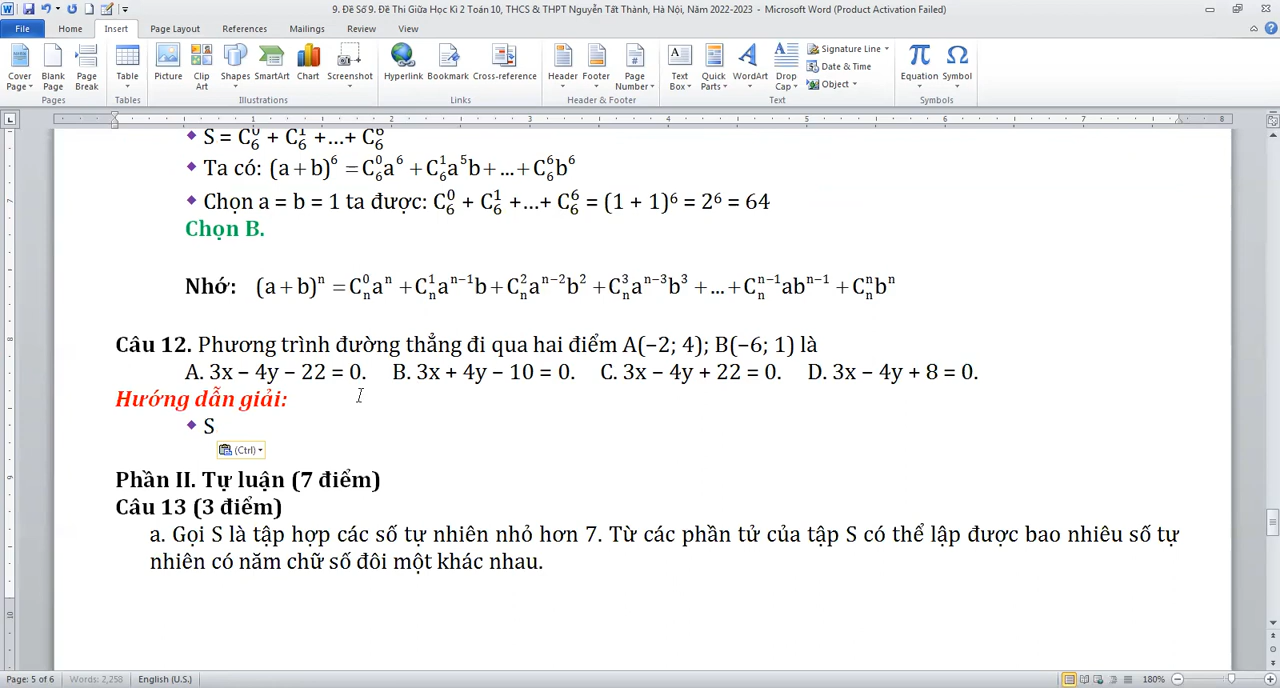 9. Đề Số 9. Đề Thi Giữa Học Kì 2 Toán 10, THCS & THPT Nguyễn Tất Thành, Hà Nội, Năm 2022-2023 - Microsoft Word (Product Activation Failed)
File Home Insert Page Layout References Mailings Review View
Cover Page Blank Page Page Break Table Picture Clip Art Shapes SmartArt Chart Screenshot Hyperlink Bookmark Cross-reference Header Footer Page Number Text Box Quick Parts WordArt Drop Cap Signature Line Date & Time Object Equation Symbol
Pages Tables Illustrations Links Header & Footer Text Symbols
1 2 3 4 5 6 7 8
◆ S = C₆⁰ + C₆¹ +...+ C₆⁶
◆ Ta có: (a + b)⁶ = C₆⁰a⁶ + C₆¹a⁵b + ... + C₆⁶b⁶
◆ Chọn a = b = 1 ta được: C₆⁰ + C₆¹ +...+ C₆⁶ = (1 + 1)⁶ = 2⁶ = 64
Chọn B.
Nhớ: (a + b)ⁿ = Cₙ⁰aⁿ + Cₙ¹aⁿ⁻¹b + Cₙ²aⁿ⁻²b² + Cₙ³aⁿ⁻³b³ + ... + Cₙⁿ⁻¹abⁿ⁻¹ + Cₙⁿbⁿ
Câu 12. Phương trình đường thẳng đi qua hai điểm A(−2; 4); B(−6; 1) là
A. 3x − 4y − 22 = 0. B. 3x + 4y − 10 = 0. C. 3x − 4y + 22 = 0. D. 3x − 4y + 8 = 0.
Hướng dẫn giải:
◆ S
(Ctrl)
Phần II. Tự luận (7 điểm)
Câu 13 (3 điểm)
a. Gọi S là tập hợp các số tự nhiên nhỏ hơn 7. Từ các phần tử của tập S có thể lập được bao nhiêu số tự
nhiên có năm chữ số đôi một khác nhau.
Page: 5 of 6 Words: 2,258 English (U.S.) 180%